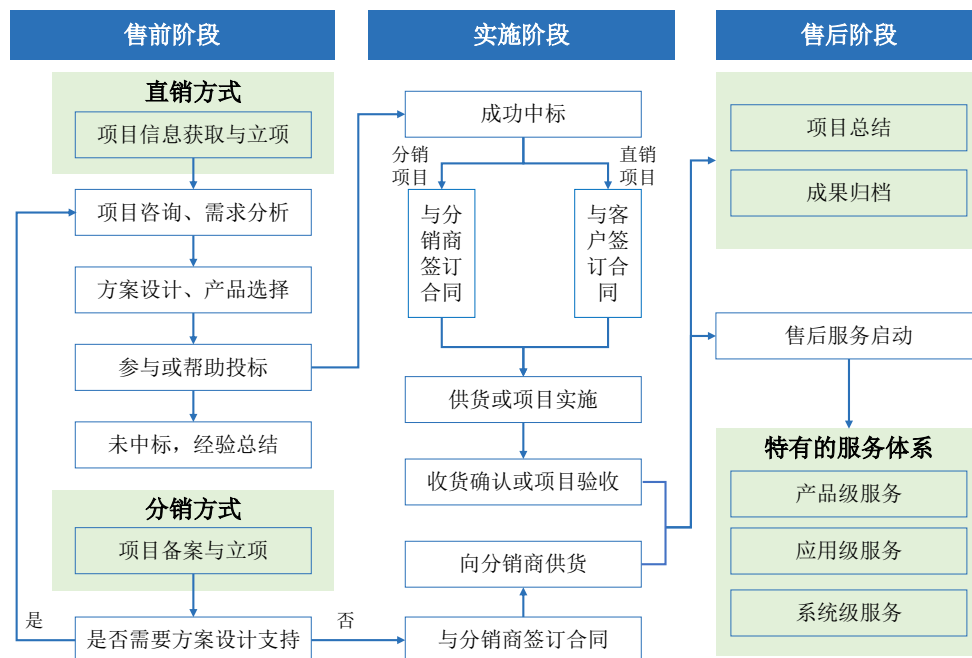 售前阶段
直销方式
项目信息获取与立项
项目咨询、需求分析
方案设计、产品选择
参与或帮助投标
未中标，经验总结
分销方式
项目备案与立项
是
是否需要方案设计支持
否
实施阶段
成功中标
分销
项目
直销
项目
与分
销商
签订
合同
与客
户签
订合
同
供货或项目实施
收货确认或项目验收
向分销商供货
与分销商签订合同
售后阶段
项目总结
成果归档
售后服务启动
特有的服务体系
产品级服务
应用级服务
系统级服务